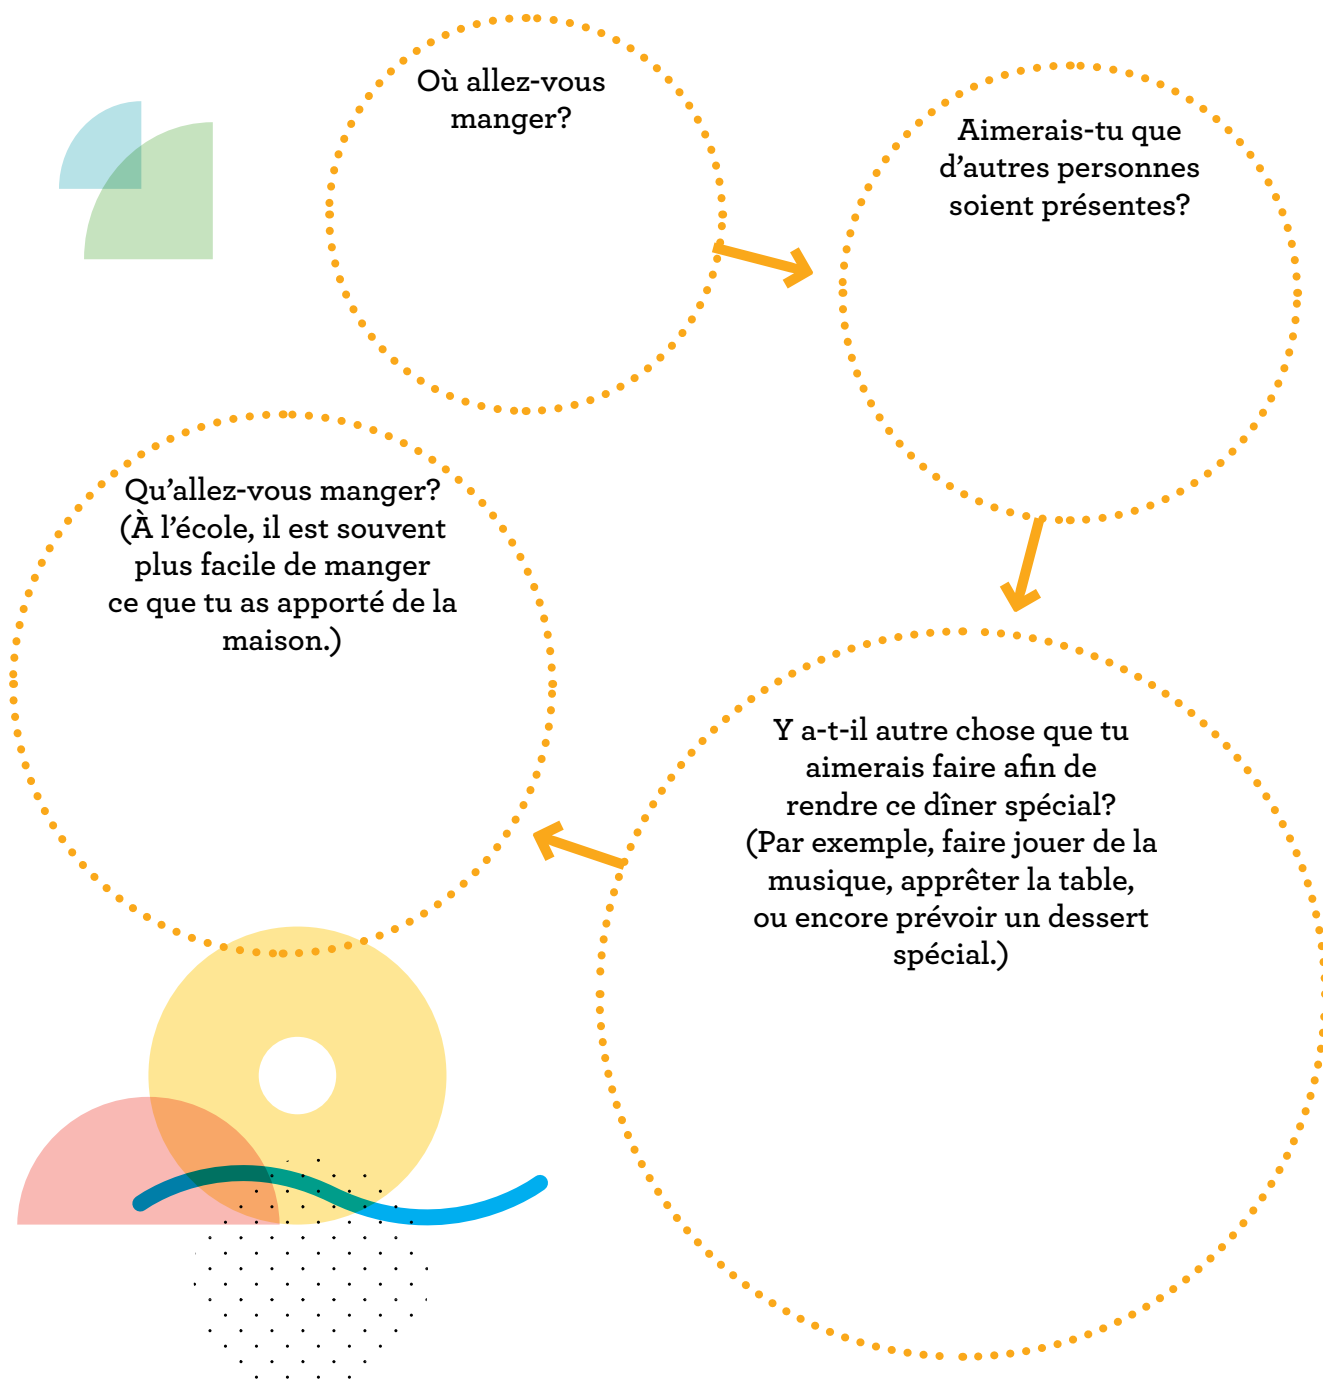 Où allez-vous
manger?
Aimerais-tu que
d’autres personnes
soient présentes?
Y a-t-il autre chose que tu
aimerais faire afin de
rendre ce dîner spécial?
(Par exemple, faire jouer de la
musique, apprêter la table,
ou encore prévoir un dessert
spécial.)
Qu’allez-vous manger?
(À l’école, il est souvent
plus facile de manger
ce que tu as apporté de la
maison.)